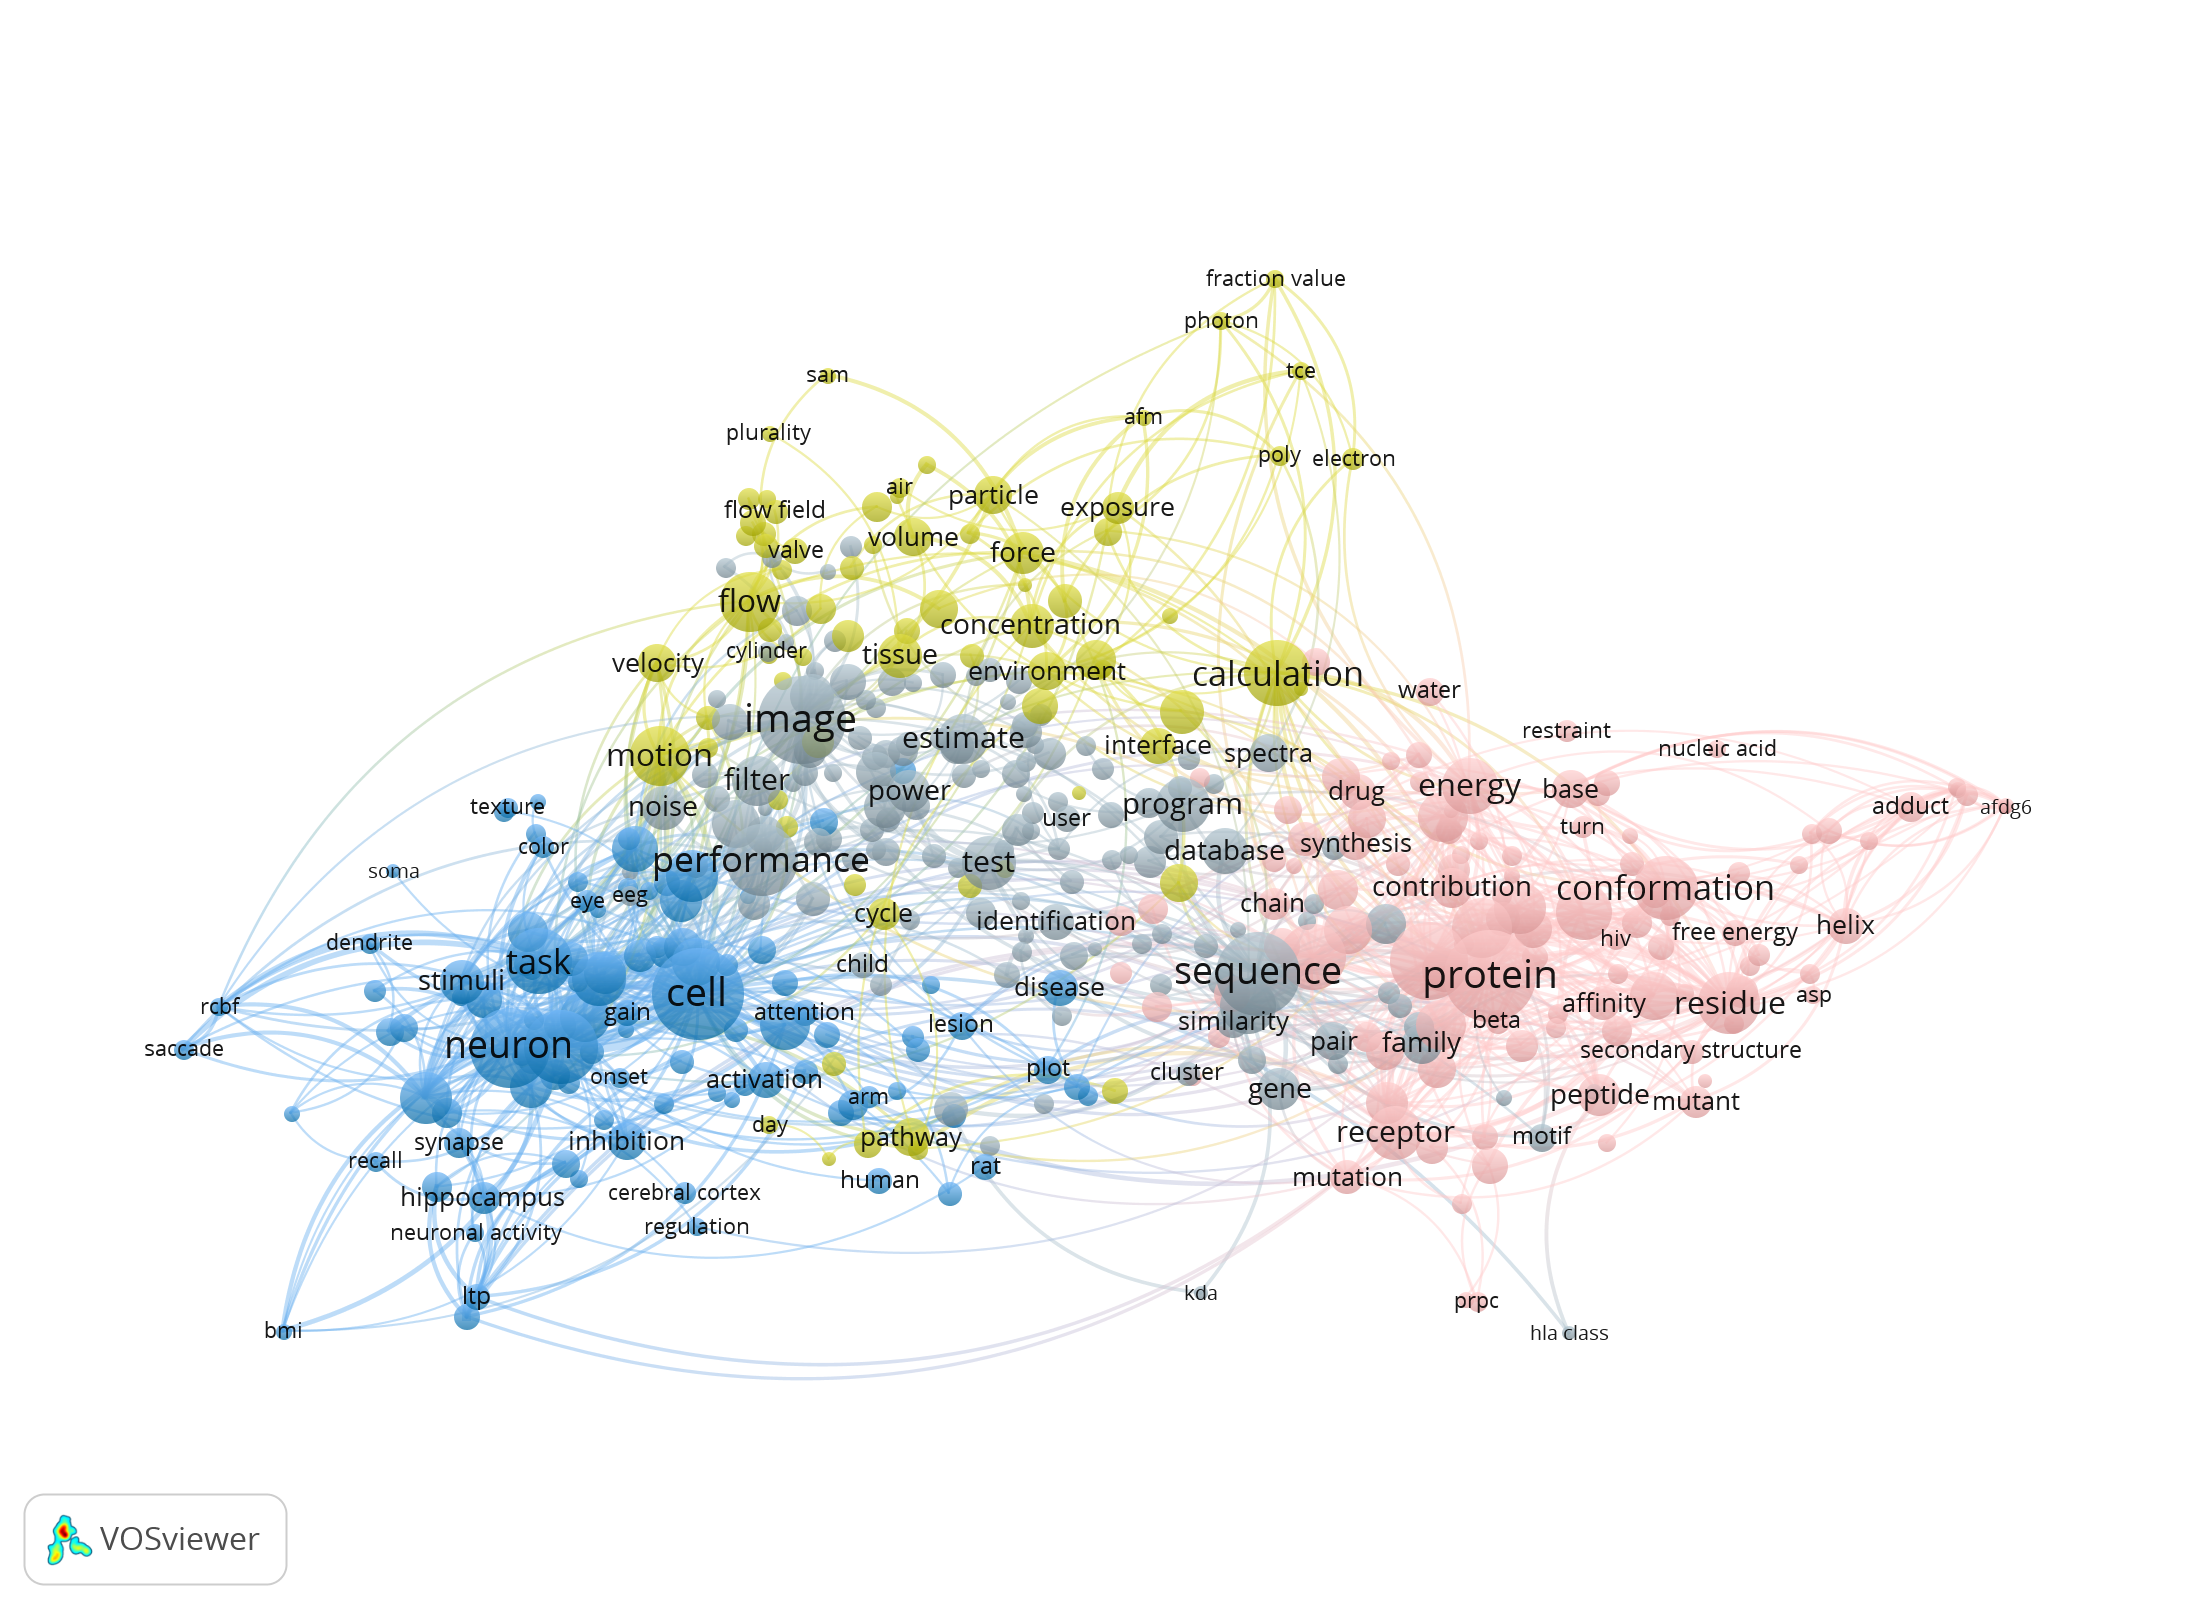 fraction value
photon
sam
tce
afm
plurality
poly
electron
air
particle
flow field
exposure
volume
valve
force
flow
concentration
cylinder
tissue
velocity
environment
calculation
water
image
restraint
estimate
interface
nucleic acid
motion
spectra
filter
energy
power
drug
base
texture
noise
program
adduct
afdg6
user
turn
color
synthesis
performance
test
database
soma
contribution
conformation
eye
eeg
chain
cycle
identification
helix
dendrite
free energy
hiv
task
child
sequence
protein
stimuli
disease
cell
asp
affinity
residue
rcbf
gain
attention
lesion
similarity
beta
neuron
saccade
pair
family
secondary structure
plot
cluster
onset
activation
gene
arm
peptide
mutant
day
synapse
inhibition
pathway
receptor
motif
recall
rat
human
mutation
hippocampus
cerebral cortex
neuronal activity
regulation
ltp
kda
prpc
bmi
hla class
VOSviewer